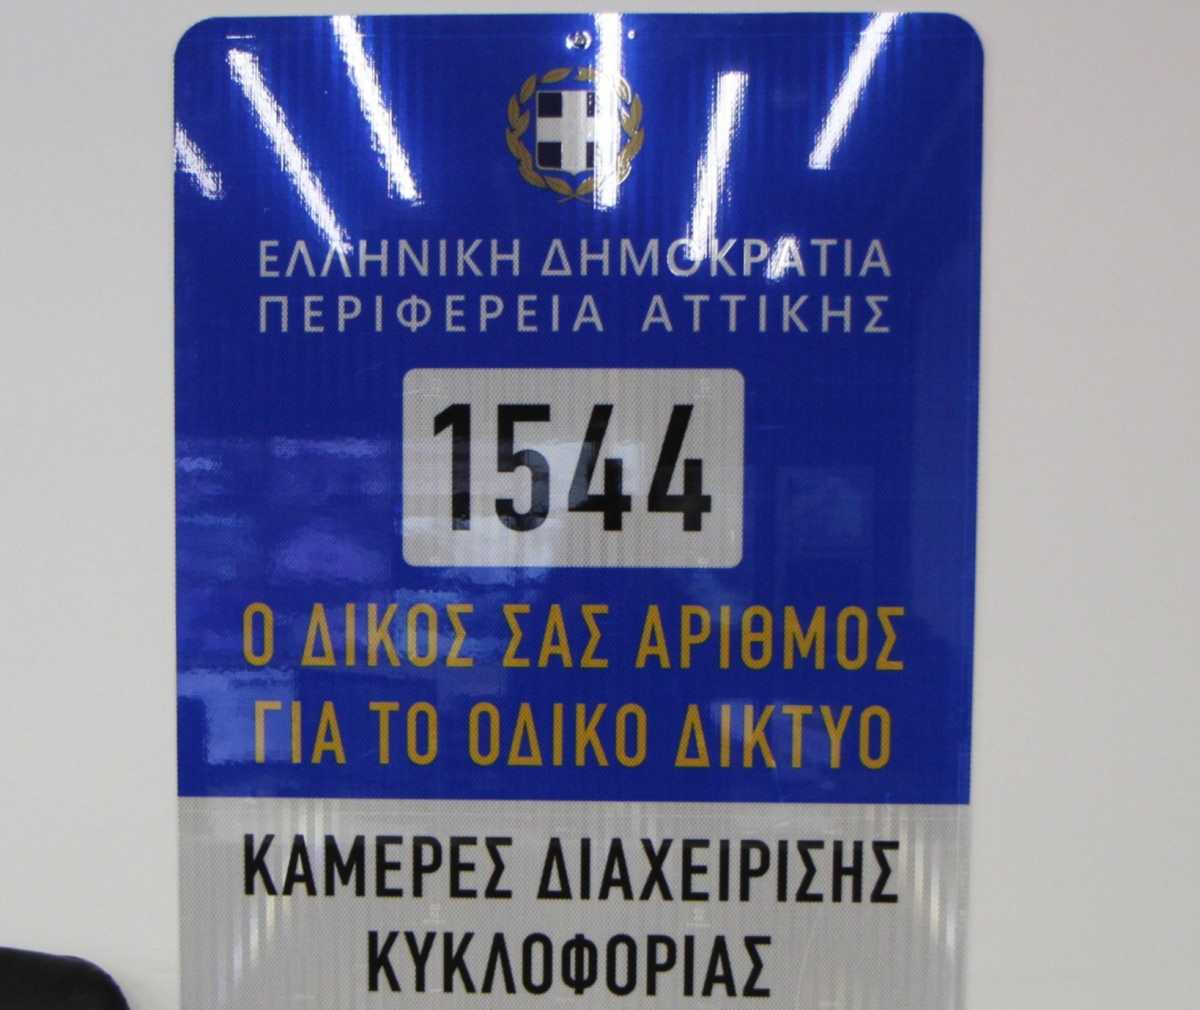 ΕΛΛΗΝΙΚΗ ΔΗΜΟΚΡΑΤΙΑ
ΠΕΡΙΦΕΡΕΙΑ ΑΤΤΙΚΗΣ
1544
Ο ΔΙΚΟΣ ΣΑΣ ΑΡΙΘΜΟΣ
ΓΙΑ ΤΟ ΟΔΙΚΟ ΔΙΚΤΥΟ
ΚΑΜΕΡΕΣ ΔΙΑΧΕΙΡΙΣΗΣ
ΚΥΚΛΟΦΟΡΙΑΣ